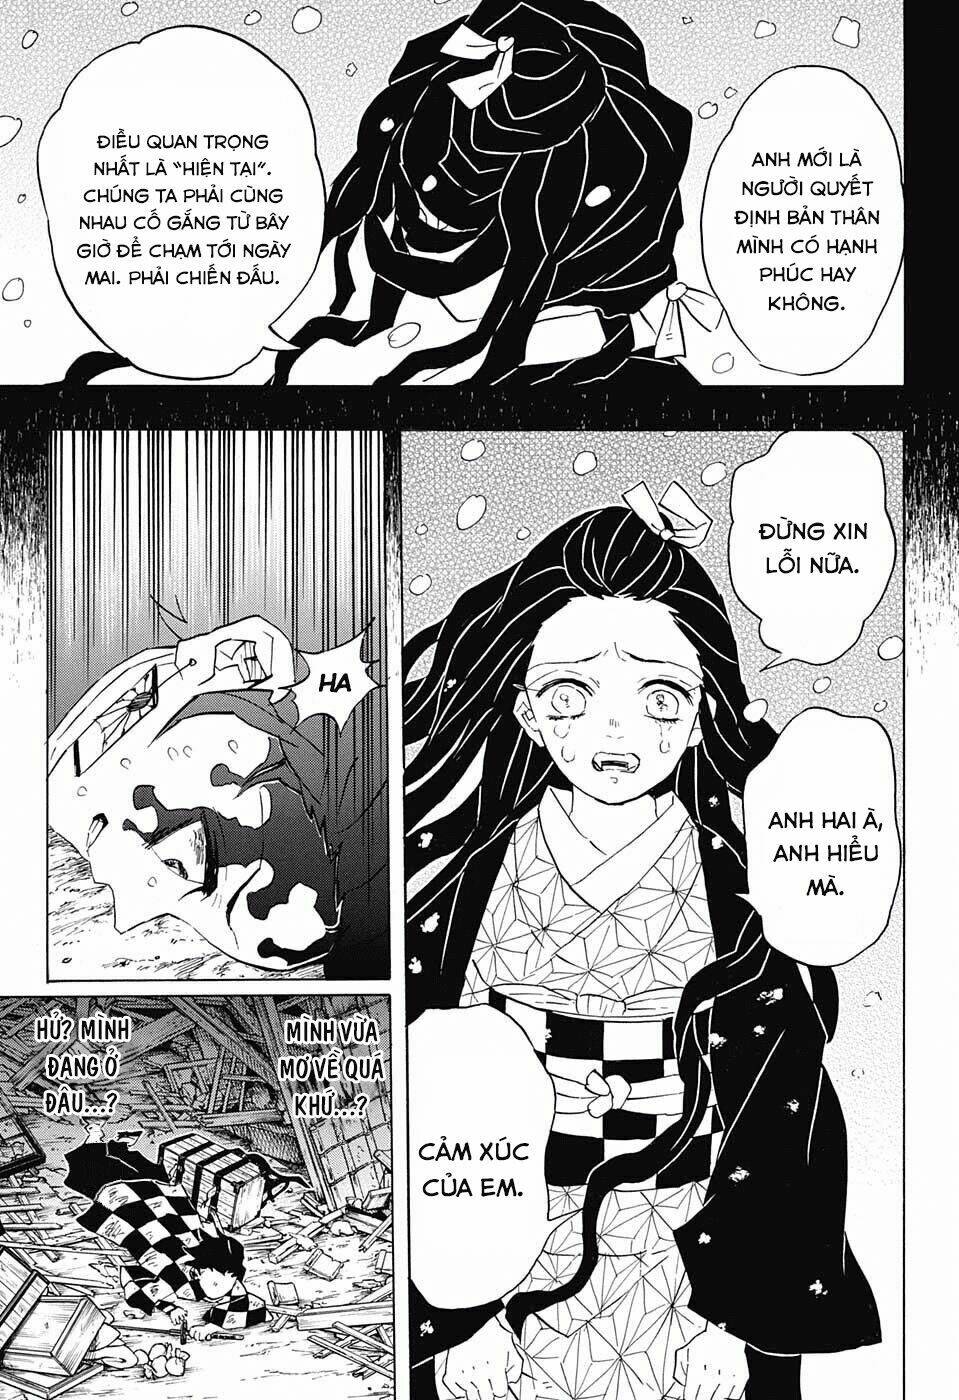 ANH MỚI LÀ
NGƯỜI QUYẾT
ĐỊNH BẢN THÂN
MÌNH CÓ HẠNH
PHÚC HAY
KHÔNG.
ĐIỀU QUAN TRỌNG
NHẤT LÀ "HIỆN TẠI".
CHÚNG TA PHẢI CÙNG
NHAU CỐ GẮNG TỪ BÂY
GIỜ ĐỂ CHẠM TỚI NGÀY
MAI. PHẢI CHIẾN ĐẤU.
ĐỪNG XIN
LỖI NỮA.
ANH HAI À,
ANH HIỂU
MÀ.
CẢM XÚC
CỦA EM.
HA
MÌNH VỪA
MƠ VỀ QUÁ
KHỨ...?
HỬ? MÌNH
ĐANG Ở
ĐÂU...?